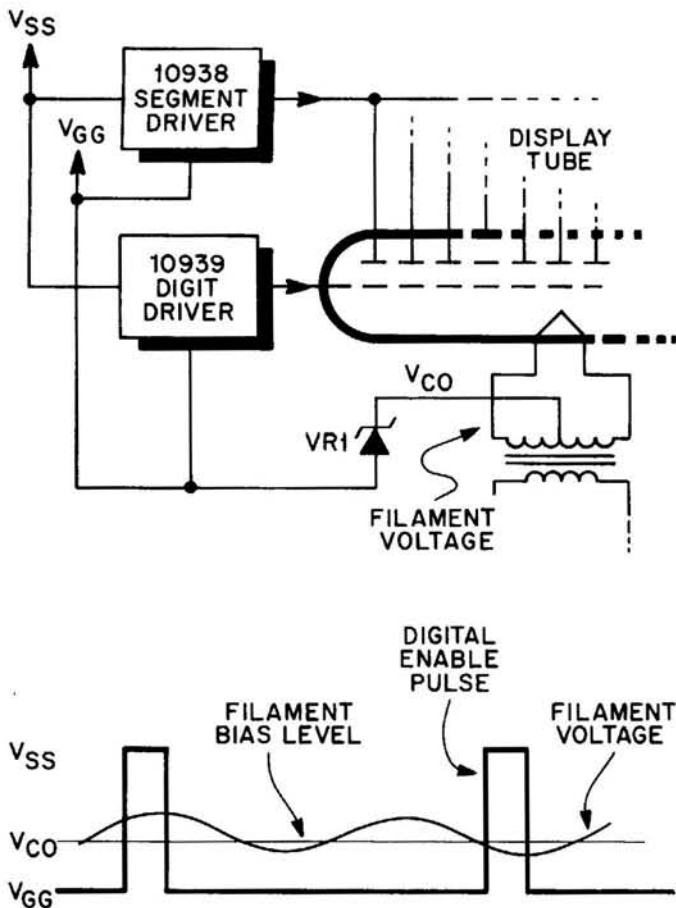 VSS
10938
SEGMENT
DRIVER
VGG
DISPLAY
TUBE
10939
DIGIT
DRIVER
VCO
VR1
FILAMENT
VOLTAGE
DIGITAL
ENABLE
PULSE
FILAMENT
BIAS LEVEL
FILAMENT
VOLTAGE
VSS
VCO
VGG